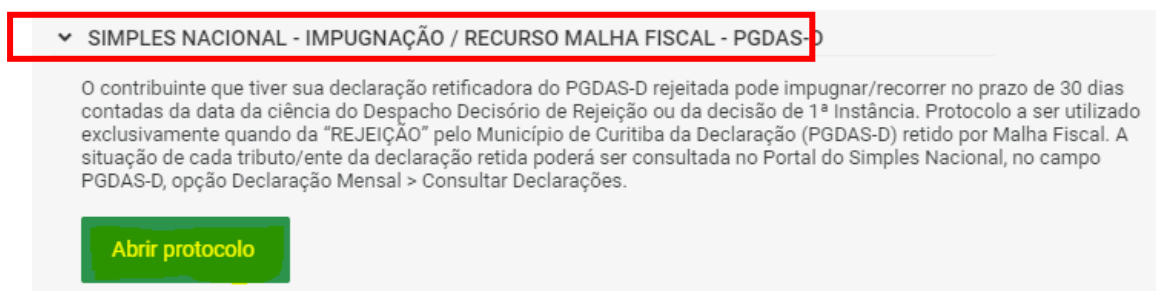 SIMPLES NACIONAL - IMPUGNAÇÃO / RECURSO MALHA FISCAL - PGDAS-D
O contribuinte que tiver sua declaração retificadora do PGDAS-D rejeitada pode impugnar/recorrer no prazo de 30 dias
contadas da data da ciência do Despacho Decisório de Rejeição ou da decisão de 1ª Instância. Protocolo a ser utilizado
exclusivamente quando da “REJEIÇÃO” pelo Município de Curitiba da Declaração (PGDAS-D) retido por Malha Fiscal. A
situação de cada tributo/ente da declaração retida poderá ser consultada no Portal do Simples Nacional, no campo
PGDAS-D, opção Declaração Mensal > Consultar Declarações.
Abrir protocolo